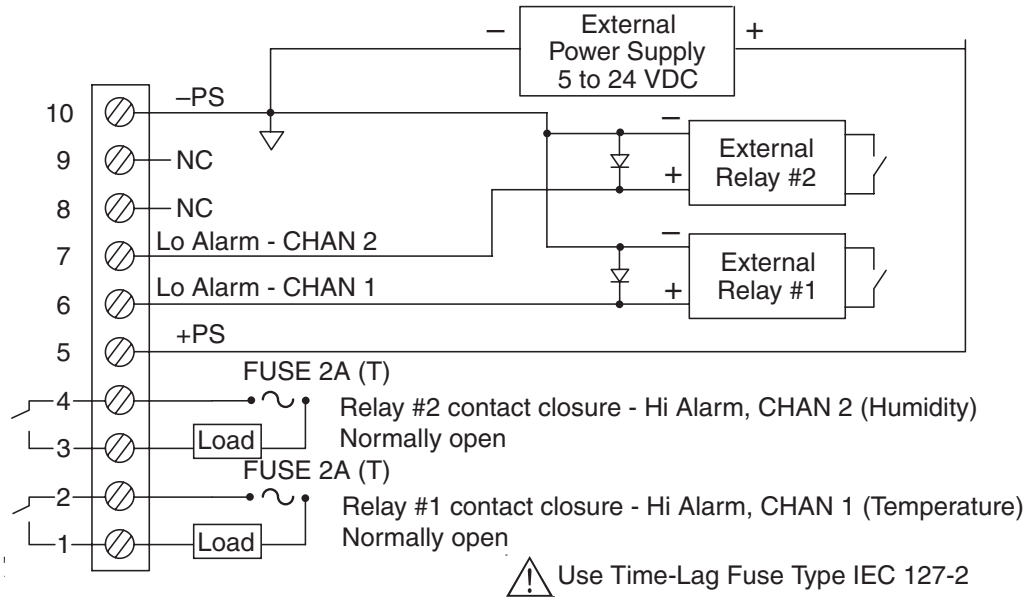 – External +
Power Supply
5 to 24 VDC
10 –PS
9 NC
8 NC
7 Lo Alarm - CHAN 2
6 Lo Alarm - CHAN 1
5 +PS
4
3 Load
2
1 Load
–
External
Relay #2
+
–
External
Relay #1
+
FUSE 2A (T)
Relay #2 contact closure - Hi Alarm, CHAN 2 (Humidity)
Normally open
FUSE 2A (T)
Relay #1 contact closure - Hi Alarm, CHAN 1 (Temperature)
Normally open
! Use Time-Lag Fuse Type IEC 127-2